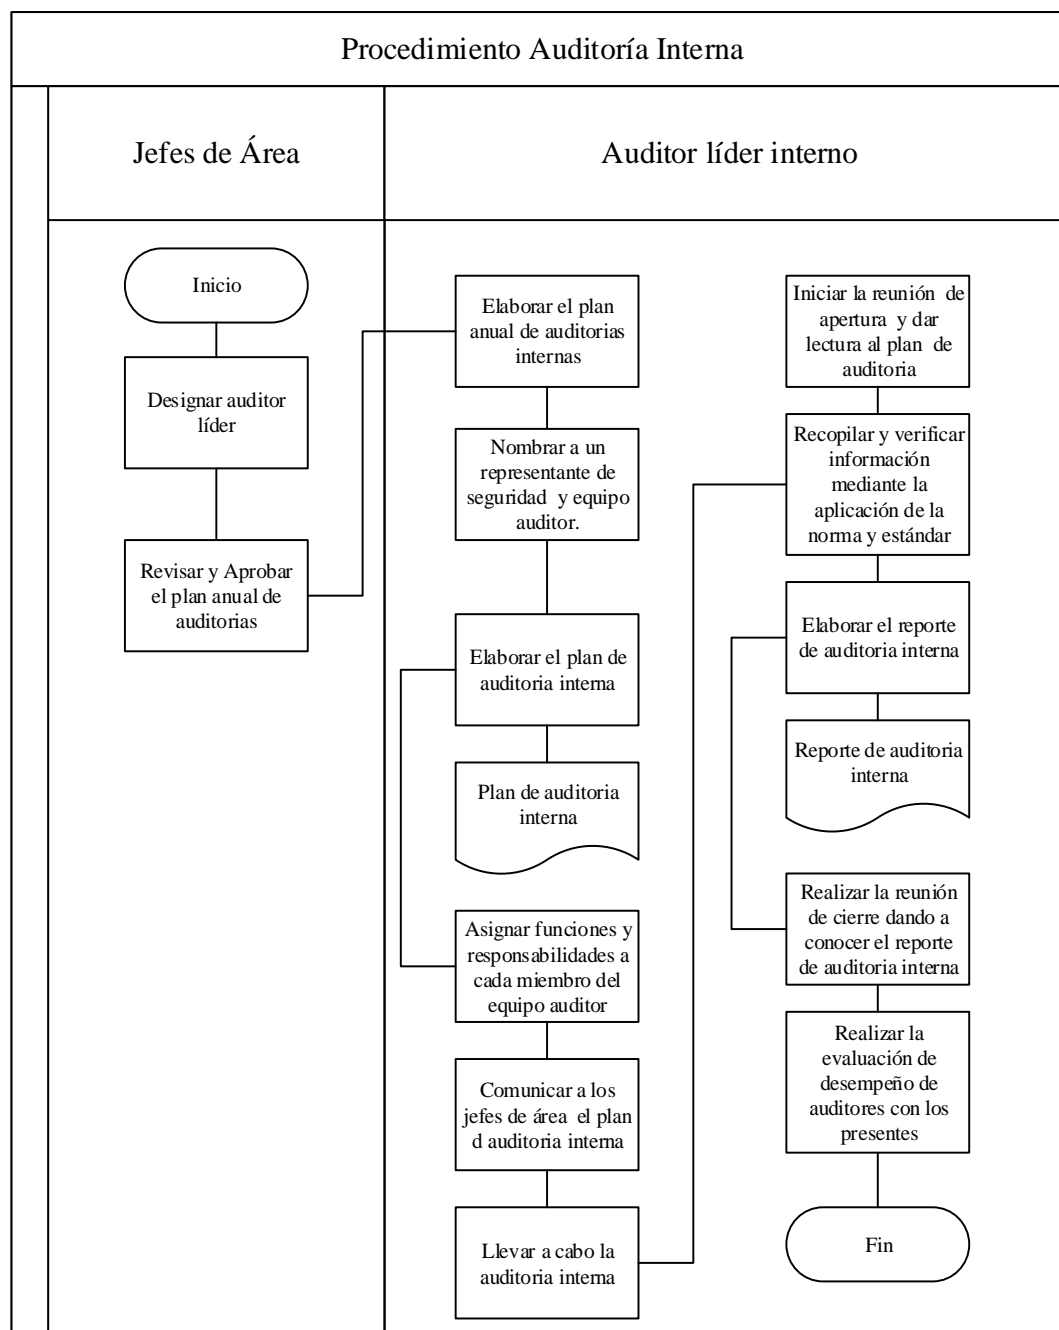 Procedimiento Auditoría Interna
Jefes de Área
Auditor líder interno
Inicio
Designar auditor
líder
Revisar y Aprobar
el plan anual de
auditorias
Elaborar el plan
anual de auditorias
internas
Nombrar a un
representante de
seguridad y equipo
auditor.
Elaborar el plan de
auditoria interna
Plan de auditoria
interna
Asignar funciones y
responsabilidades a
cada miembro del
equipo auditor
Comunicar a los
jefes de área el plan
d auditoria interna
Llevar a cabo la
auditoria interna
Iniciar la reunión de
apertura y dar
lectura al plan de
auditoria
Recopilar y verificar
información
mediante la
aplicación de la
norma y estándar
Elaborar el reporte
de auditoria interna
Reporte de auditoria
interna
Realizar la reunión
de cierre dando a
conocer el reporte
de auditoria interna
Realizar la
evaluación de
desempeño de
auditores con los
presentes
Fin